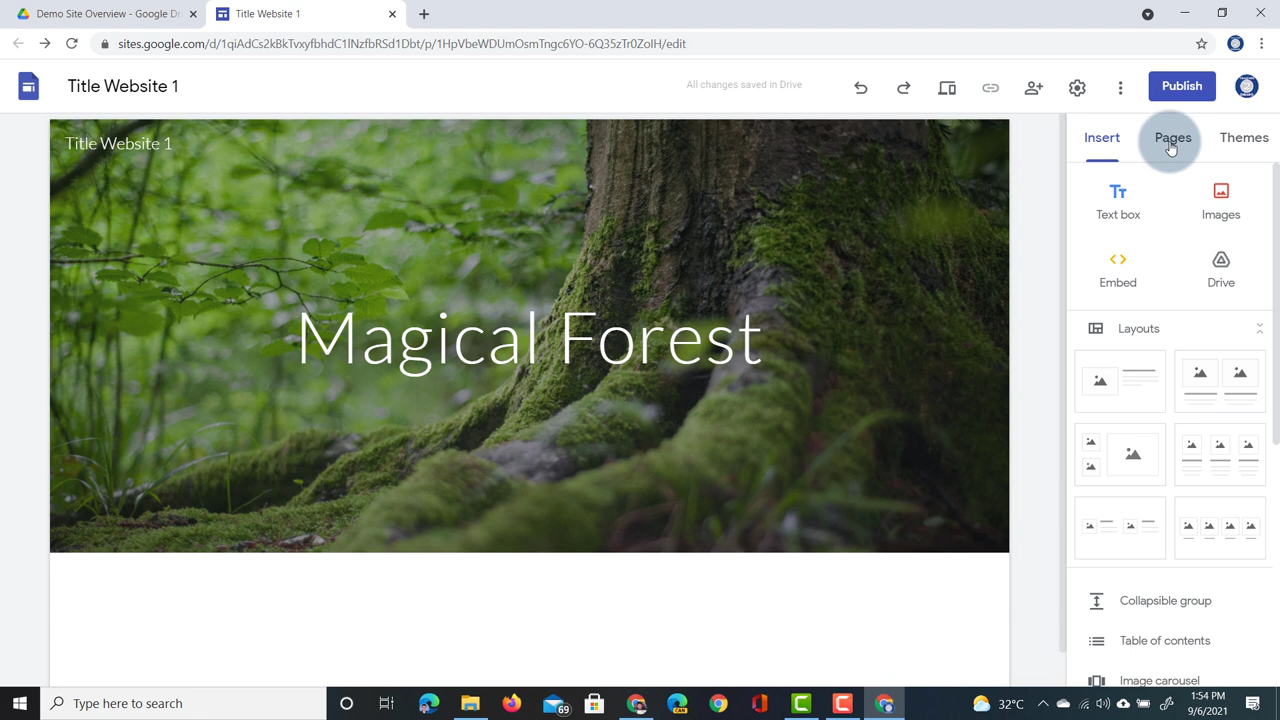 Demo Site Overview - Google Dr
Title Website 1
sites.google.com/d/1qiAdCs2kBkTvxyfbhdC1lNzfbRSd1Dbt/p/1HpVbeWDUmOsmTngc6YO-6Q35zTr0ZoIH/edit
Title Website 1
All changes saved in Drive
Publish
Title Website 1
Magical Forest
Insert
Pages
Themes
Text box
Images
Embed
Drive
Layouts
Collapsible group
Table of contents
Image carousel
Type here to search
69
CAN
32°C
1:54 PM
9/6/2021